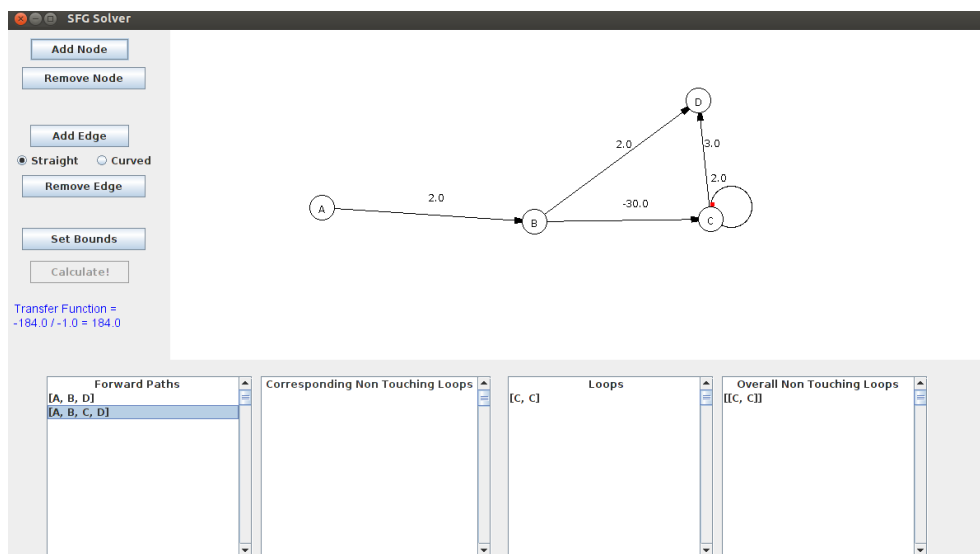 SFG Solver
Add Node
Remove Node
Add Edge
Straight Curved
Remove Edge
Set Bounds
Calculate!
Transfer Function =
-184.0 / -1.0 = 184.0
D
2.0
3.0
2.0
2.0
-30.0
A
B
C
Forward Paths
[A, B, D]
[A, B, C, D]
Corresponding Non Touching Loops
Loops
[C, C]
Overall Non Touching Loops
[[C, C]]